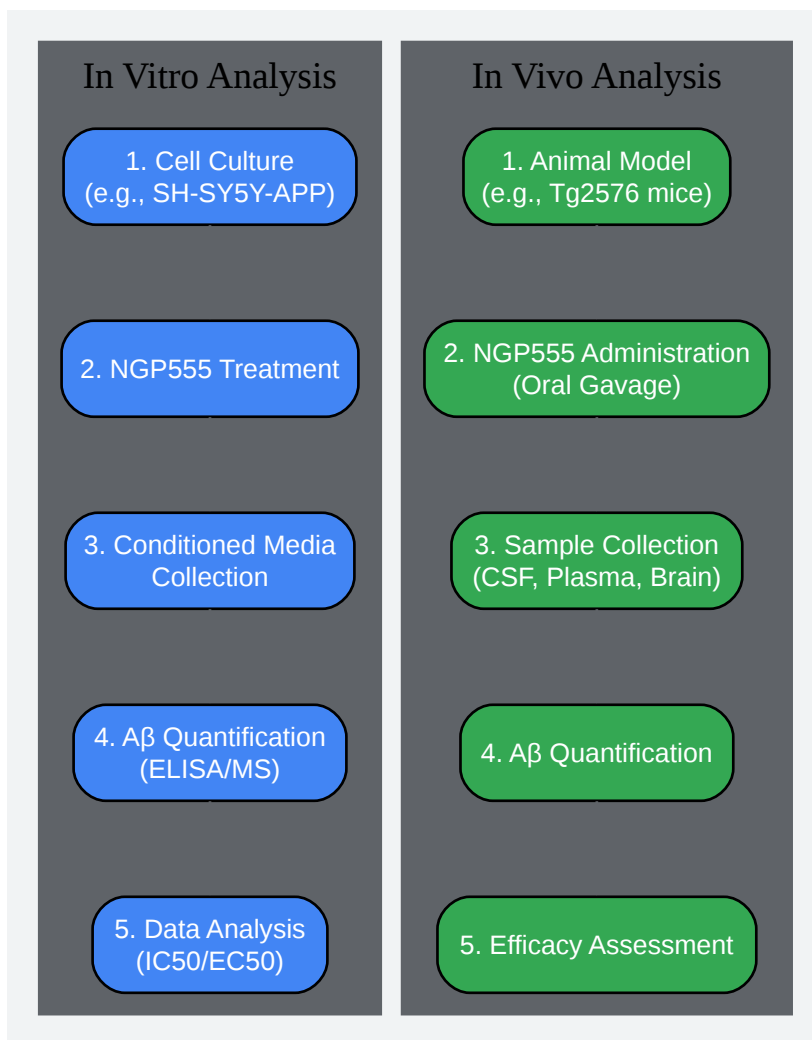 In Vitro Analysis
1. Cell Culture
(e.g., SH-SY5Y-APP)
2. NGP555 Treatment
3. Conditioned Media
Collection
4. Aβ Quantification
(ELISA/MS)
5. Data Analysis
(IC50/EC50)
In Vivo Analysis
1. Animal Model
(e.g., Tg2576 mice)
2. NGP555 Administration
(Oral Gavage)
3. Sample Collection
(CSF, Plasma, Brain)
4. Aβ Quantification
5. Efficacy Assessment